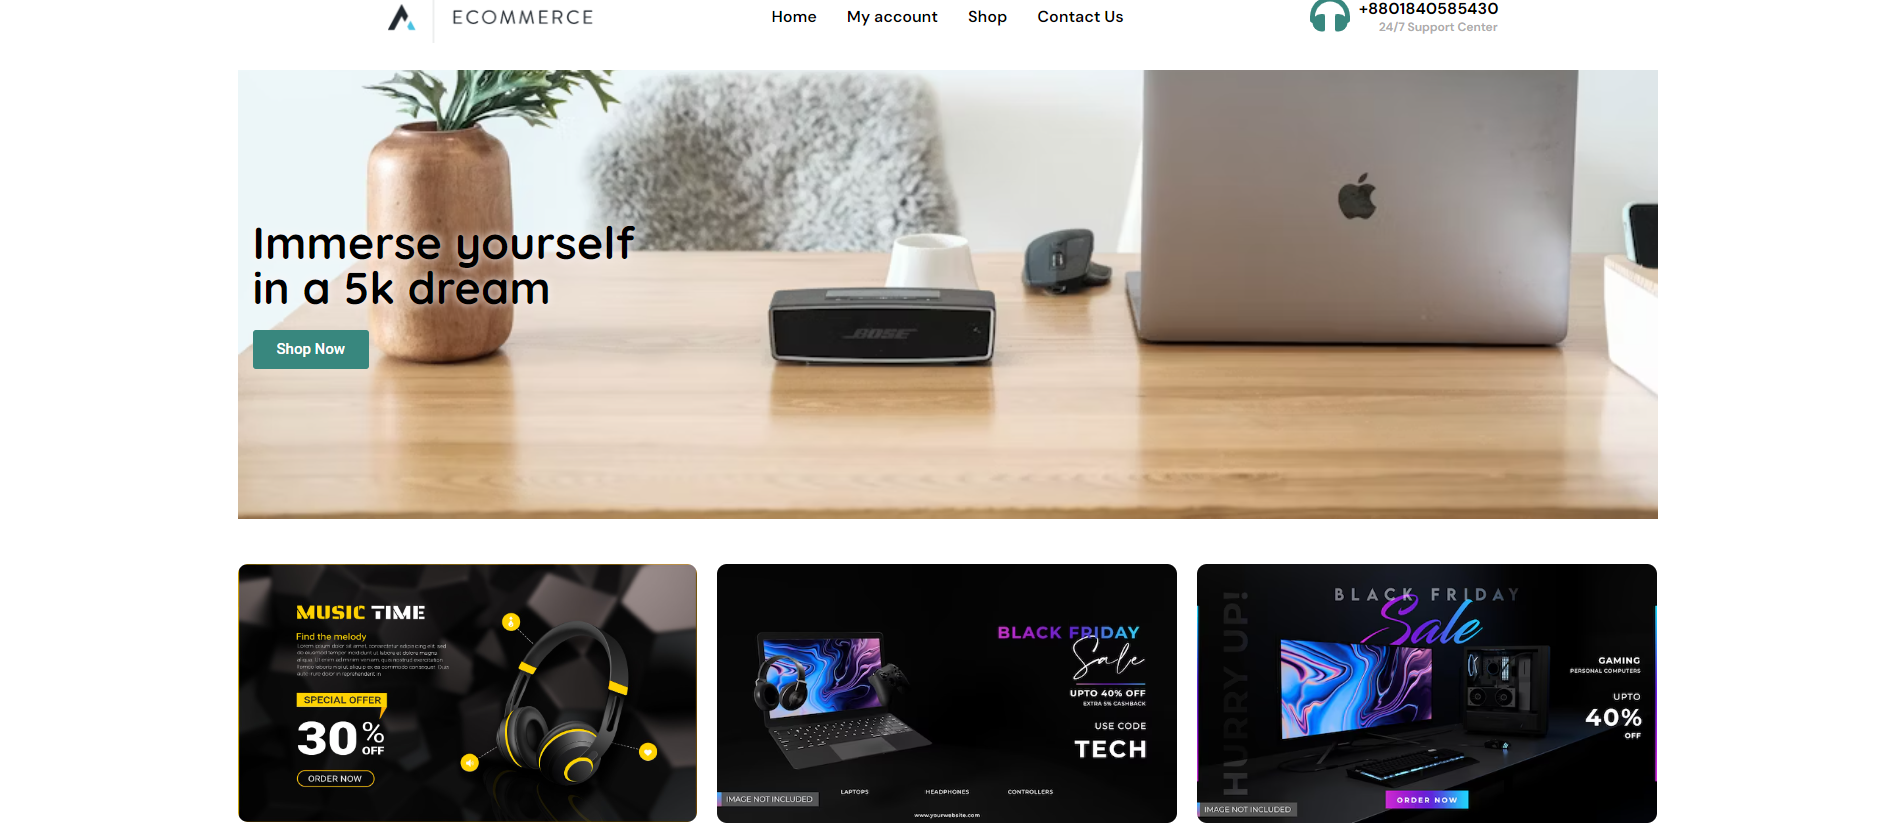 ECOMMERCE
Home My account Shop Contact Us
+8801840585430
24/7 Support Center
Immerse yourself
in a 5k dream
Shop Now
BOSE
MUSIC TIME
Find the melody
SPECIAL OFFER
30%
OFF
ORDER NOW
BLACK FRIDAY
Sale
UPTO 40% OFF
EXTRA 5% CASHBACK
USE CODE
TECH
LAPTOPS HEADPHONES CONTROLLERS
IMAGE NOT INCLUDED
www.yourwebsite.com
HURRY UP!
BLACK FRIDAY
Sale
GAMING
PERSONAL COMPUTERS
UPTO
40%
OFF
ORDER NOW
IMAGE NOT INCLUDED